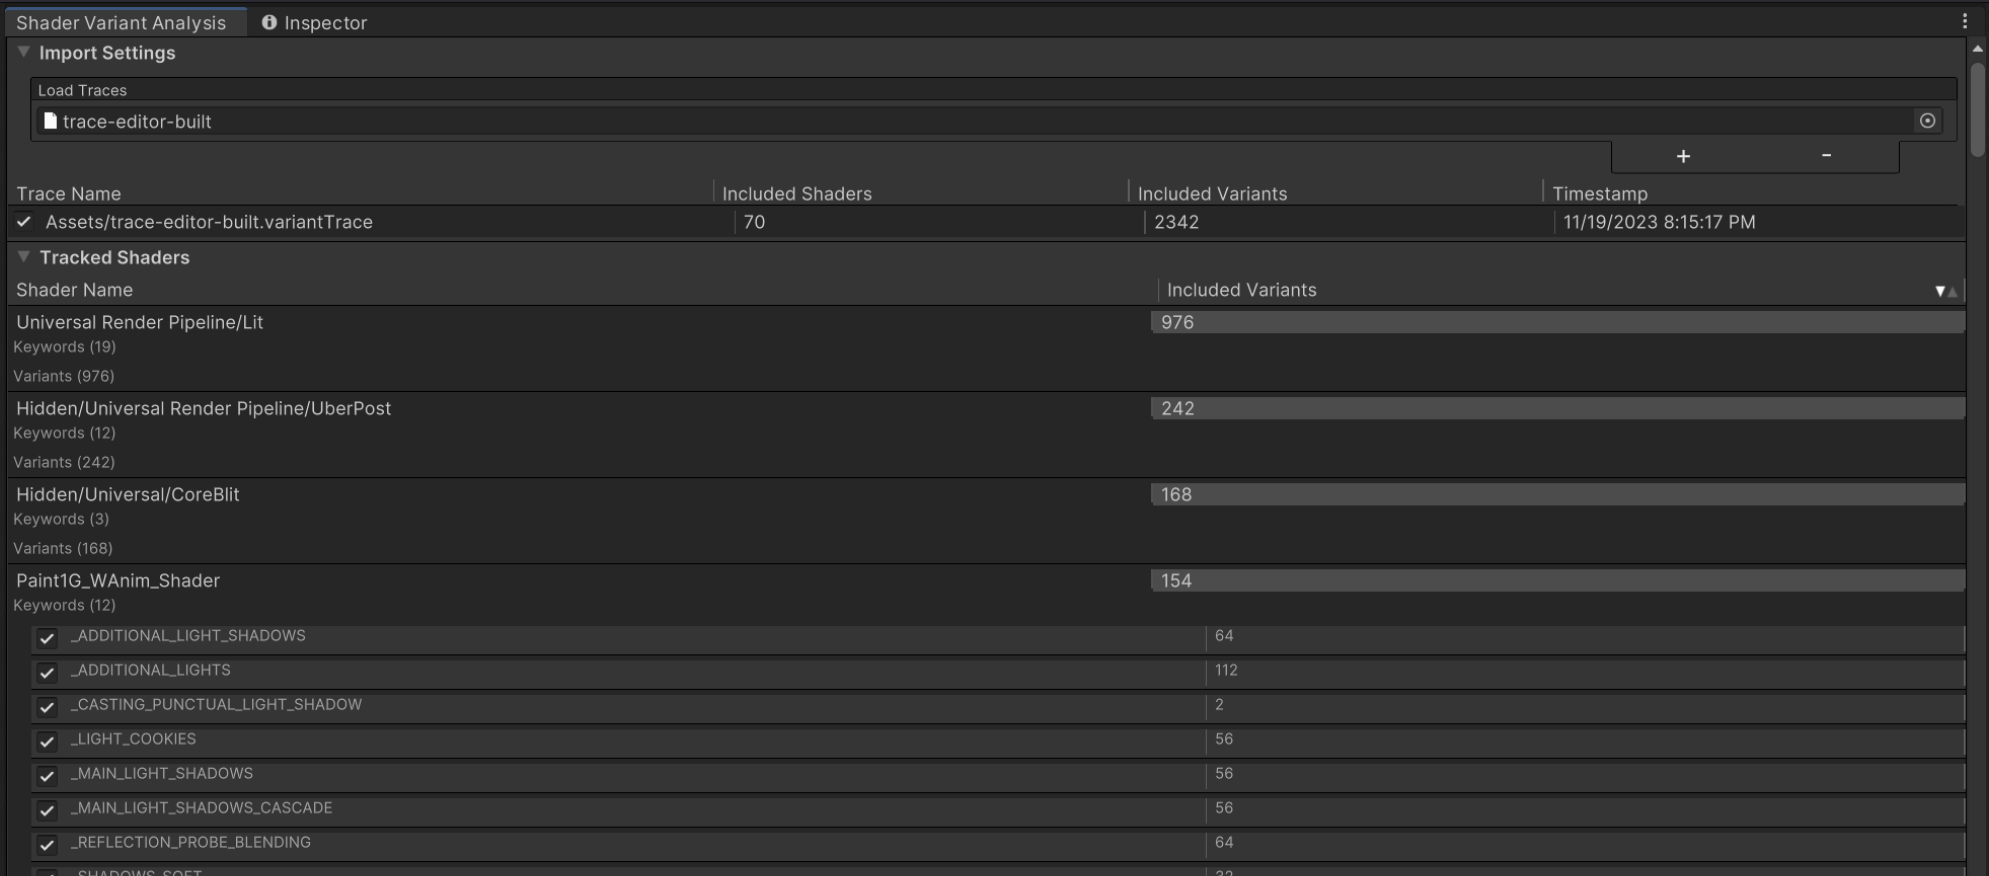 Shader Variant Analysis Inspector
Import Settings
Load Traces
trace-editor-built
+ -
Trace Name Included Shaders Included Variants Timestamp
Assets/trace-editor-built.variantTrace 70 2342 11/19/2023 8:15:17 PM
Tracked Shaders
Shader Name Included Variants
Universal Render Pipeline/Lit 976
Keywords (19)
Variants (976)
Hidden/Universal Render Pipeline/UberPost 242
Keywords (12)
Variants (242)
Hidden/Universal/CoreBlit 168
Keywords (3)
Variants (168)
Paint1G_WAnim_Shader 154
Keywords (12)
_ADDITIONAL_LIGHT_SHADOWS 64
_ADDITIONAL_LIGHTS 112
_CASTING_PUNCTUAL_LIGHT_SHADOW 2
_LIGHT_COOKIES 56
_MAIN_LIGHT_SHADOWS 56
_MAIN_LIGHT_SHADOWS_CASCADE 56
_REFLECTION_PROBE_BLENDING 64
_SHADOWS_SOFT 32